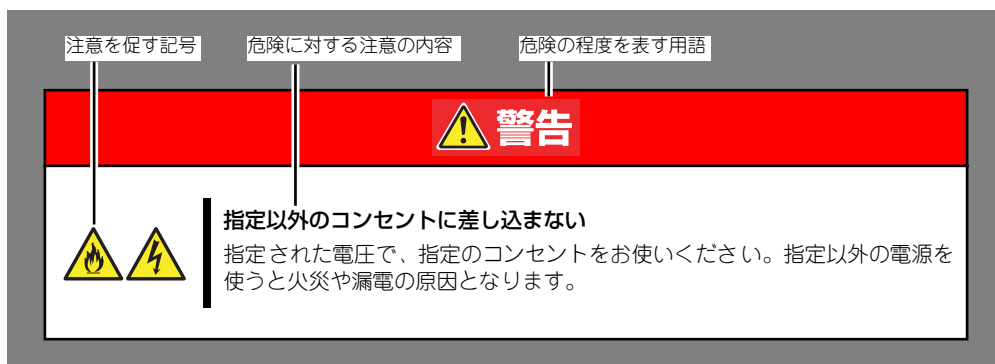 注意を促す記号
危険に対する注意の内容
危険の程度を表す用語
警告
指定以外のコンセントに差し込まない
指定された電圧で、指定のコンセントをお使いください。指定以外の電源を
使うと火災や漏電の原因となります。